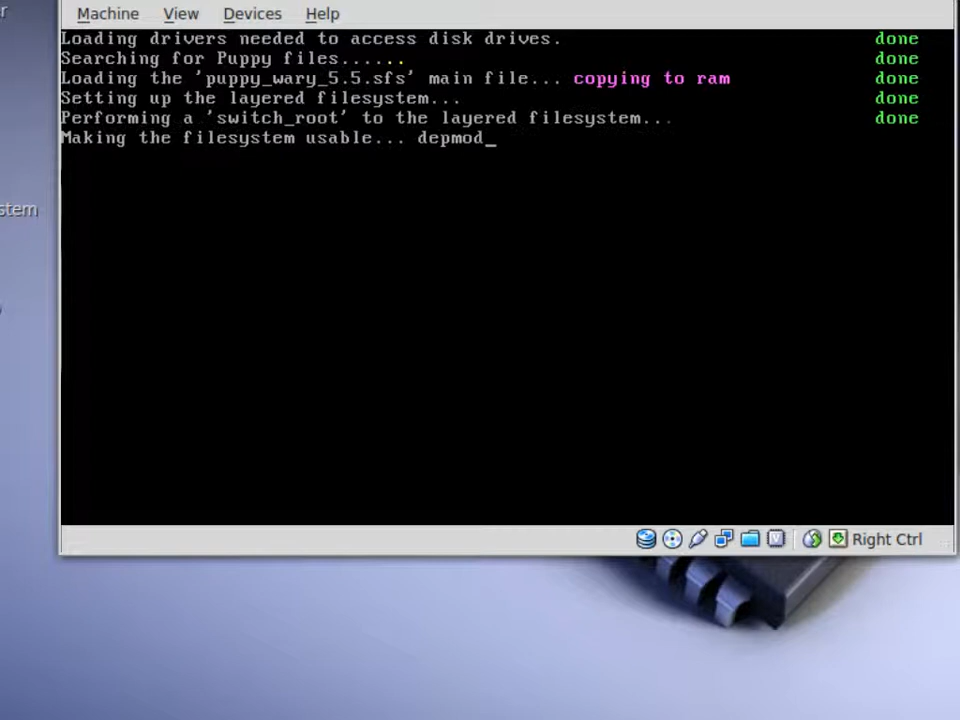 r
Machine View Devices Help
Loading drivers needed to access disk drives. done
Searching for Puppy files...... done
Loading the 'puppy_wary_5.5.sfs' main file... copying to ram done
Setting up the layered filesystem... done
Performing a 'switch_root' to the layered filesystem... done
Making the filesystem usable... depmod_
stem
Right Ctrl